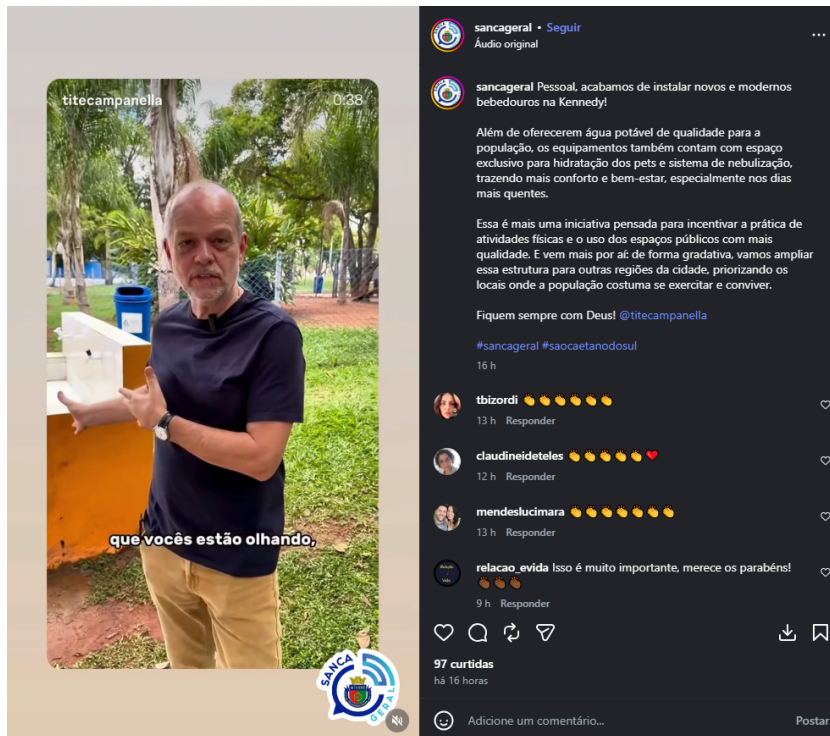 titecampanella
0:38
que vocês estão olhando,
SANCA
GERAL
sancageral • Seguir
Áudio original
sancageral Pessoal, acabamos de instalar novos e modernos
bebedouros na Kennedy!
Além de oferecerem água potável de qualidade para a
população, os equipamentos também contam com espaço
exclusivo para hidratação dos pets e sistema de nebulização,
trazendo mais conforto e bem-estar, especialmente nos dias
mais quentes.
Essa é mais uma iniciativa pensada para incentivar a prática de
atividades físicas e o uso dos espaços públicos com mais
qualidade. E vem mais por aí: de forma gradativa, vamos ampliar
essa estrutura para outras regiões da cidade, priorizando os
locais onde a população costuma se exercitar e conviver.
Fiquem sempre com Deus! @titecampanella
#sancageral #saocaetanodosul
16 h
tbizordi 👏👏👏👏👏👏
13 h Responder
claudineideteles 👏👏👏👏👏❤️
12 h Responder
mendeslucimara 👏👏👏👏👏👏👏
13 h Responder
relacao_evida Isso é muito importante, merece os parabéns!
👏🏾👏🏾👏🏾
9 h Responder
97 curtidas
há 16 horas
Adicione um comentário...
Postar